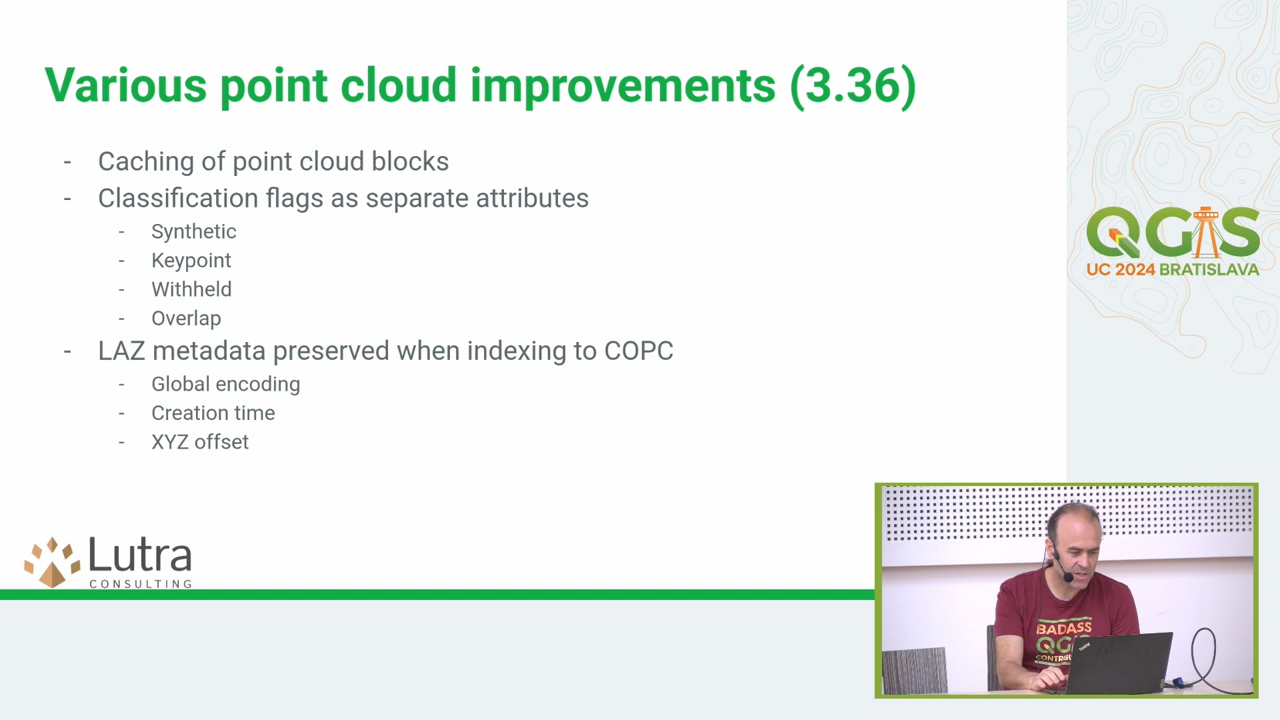 Various point cloud improvements (3.36)
- Caching of point cloud blocks
- Classification flags as separate attributes
- Synthetic
- Keypoint
- Withheld
- Overlap
- LAZ metadata preserved when indexing to COPC
- Global encoding
- Creation time
- XYZ offset
Lutra
CONSULTING
QGIS
UC 2024 BRATISLAVA
BADASS
QGIS